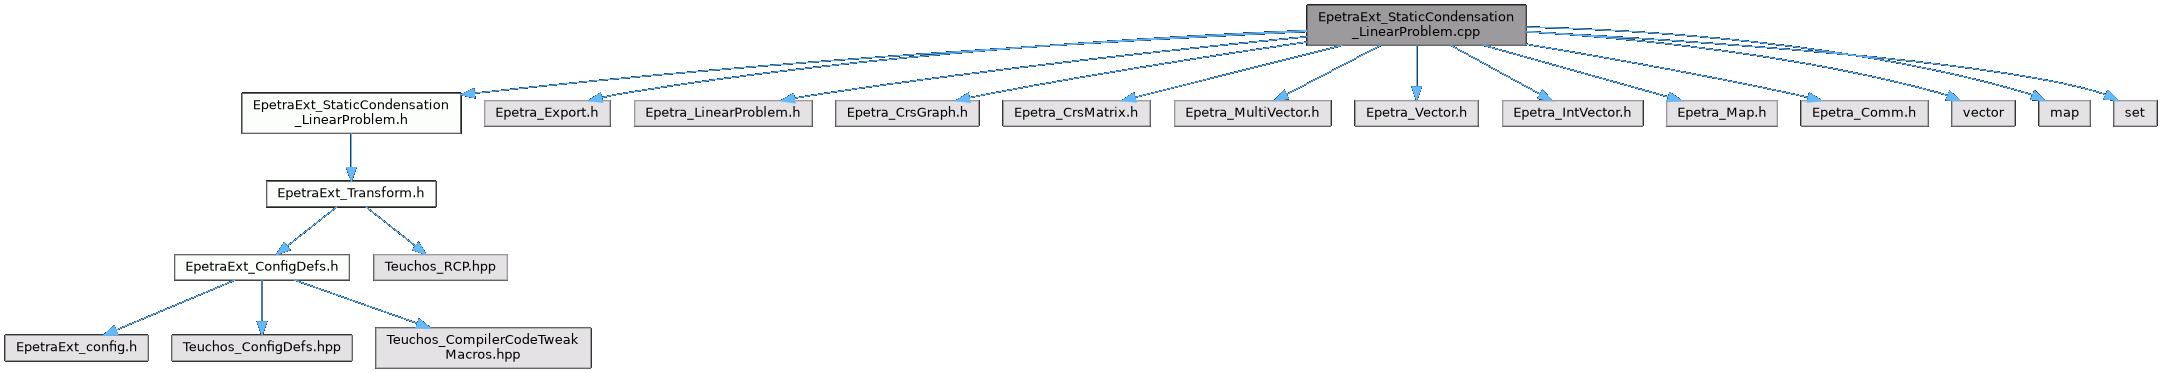 EpetraExt_StaticCondensation
_LinearProblem.cpp
EpetraExt_StaticCondensation
_LinearProblem.h
Epetra_Export.h
Epetra_LinearProblem.h
Epetra_CrsGraph.h
Epetra_CrsMatrix.h
Epetra_MultiVector.h
Epetra_Vector.h
Epetra_IntVector.h
Epetra_Map.h
Epetra_Comm.h
vector
map
set
EpetraExt_Transform.h
EpetraExt_ConfigDefs.h
Teuchos_RCP.hpp
EpetraExt_config.h
Teuchos_ConfigDefs.hpp
Teuchos_CompilerCodeTweak
Macros.hpp